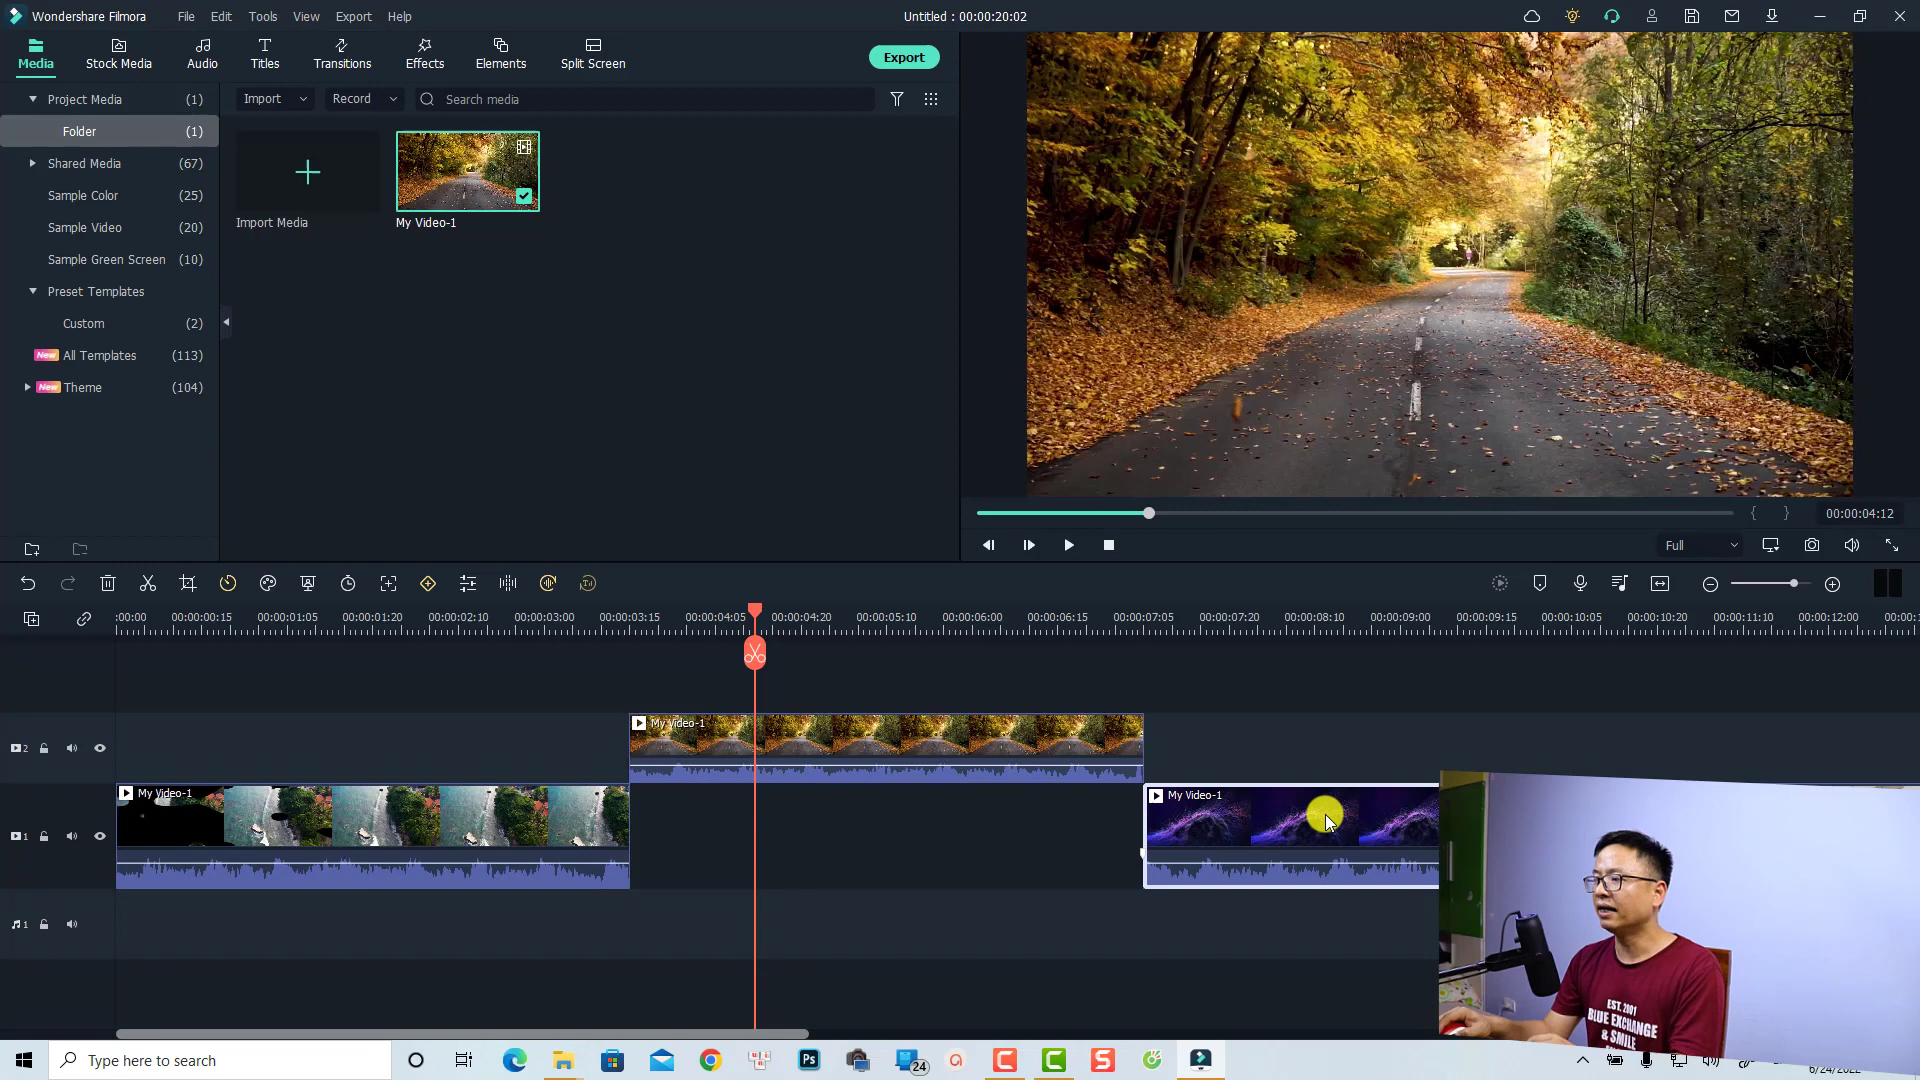 Wondershare Filmora File Edit Tools View Export Help Untitled : 00:00:20:02
Media Stock Media Audio Titles Transitions Effects Elements Split Screen Export
Project Media (1)
Folder (1)
Shared Media (67)
Sample Color (25)
Sample Video (20)
Sample Green Screen (10)
Preset Templates
Custom (2)
New All Templates (113)
New Theme (104)
Import Record Search media
Import Media My Video-1
00:00:04:12
Full
:00:00 00:00:00:15 00:00:01:05 00:00:01:20 00:00:02:10 00:00:03:00 00:00:03:15 00:00:04:05 00:00:04:20 00:00:05:10 00:00:06:00 00:00:06:15 00:00:07:05 00:00:07:20 00:00:08:10 00:00:09:00 00:00:09:15 00:00:10:05 00:00:10:20 00:00:11:10 00:00:12:00 00:00:1
2 My Video-1
1 My Video-1 My Video-1
1
EST. 2001
BLUE EXCHANGE
& SMILE
Type here to search
Ps
24
6/24/2022